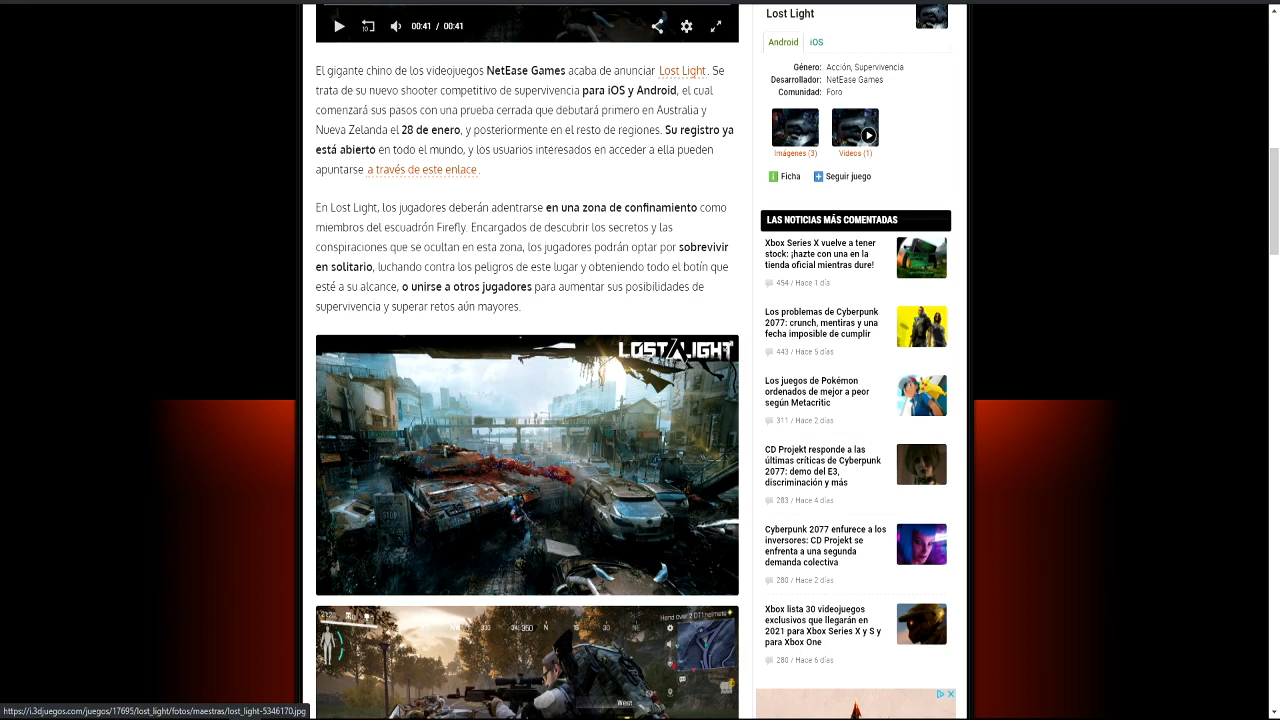 00:41 / 00:41
El gigante chino de los videojuegos NetEase Games acaba de anunciar Lost Light. Se
trata de su nuevo shooter competitivo de supervivencia para iOS y Android, el cual
comenzará sus pasos con una prueba cerrada que debutará primero en Australia y
Nueva Zelanda el 28 de enero, y posteriormente en el resto de regiones. Su registro ya
está abierto en todo el mundo, y los usuarios interesados en acceder a ella pueden
apuntarse a través de este enlace.
En Lost Light, los jugadores deberán adentrarse en una zona de confinamiento como
miembros del escuadrón Firefly. Encargados de descubrir los secretos y las
conspiraciones que se ocultan en esta zona, los jugadores podrán optar por sobrevivir
en solitario, luchando contra los peligros de este lugar y obteniendo todo el botín que
esté a su alcance, o unirse a otros jugadores para aumentar sus posibilidades de
supervivencia y superar retos aún mayores.
LOST LIGHT
STOP
Hand over 2 DT1helmets
330 345 350 N 15 30 NE
West
Lost Light
Android iOS
Género: Acción, Supervivencia
Desarrollador: NetEase Games
Comunidad: Foro
Imágenes (3) Vídeos (1)
Ficha Seguir juego
LAS NOTICIAS MÁS COMENTADAS
Xbox Series X vuelve a tener
stock: ¡hazte con una en la
tienda oficial mientras dure!
454 / Hace 1 día
Los problemas de Cyberpunk
2077: crunch, mentiras y una
fecha imposible de cumplir
443 / Hace 5 días
Los juegos de Pokémon
ordenados de mejor a peor
según Metacritic
311 / Hace 2 días
CD Projekt responde a las
últimas críticas de Cyberpunk
2077: demo del E3,
discriminación y más
283 / Hace 4 días
Cyberpunk 2077 enfurece a los
inversores: CD Projekt se
enfrenta a una segunda
demanda colectiva
280 / Hace 2 días
Xbox lista 30 videojuegos
exclusivos que llegarán en
2021 para Xbox Series X y S y
para Xbox One
280 / Hace 6 días
https://i.3djuegos.com/juegos/17695/lost_light/fotos/maestras/lost_light-5346170.jpg